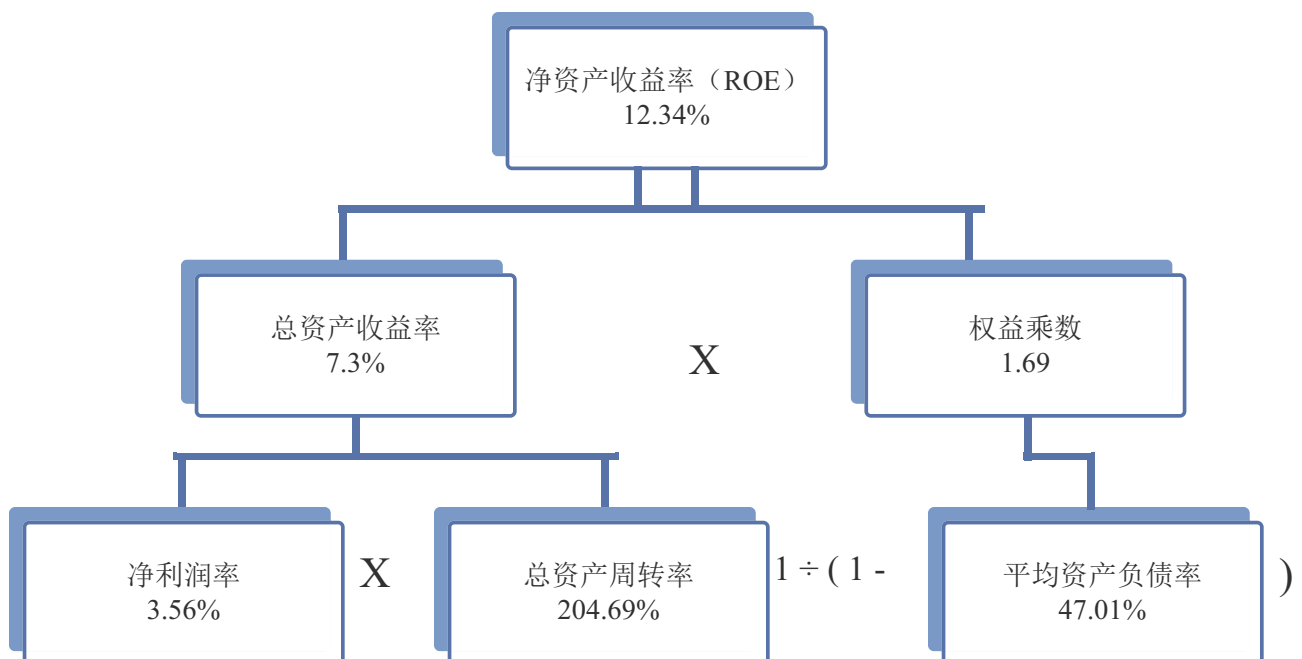 净资产收益率（ROE）
12.34%
总资产收益率
7.3%
X
权益乘数
1.69
净利润率
3.56%
X
总资产周转率
204.69%
1 ÷ ( 1 -
平均资产负债率
47.01%
)